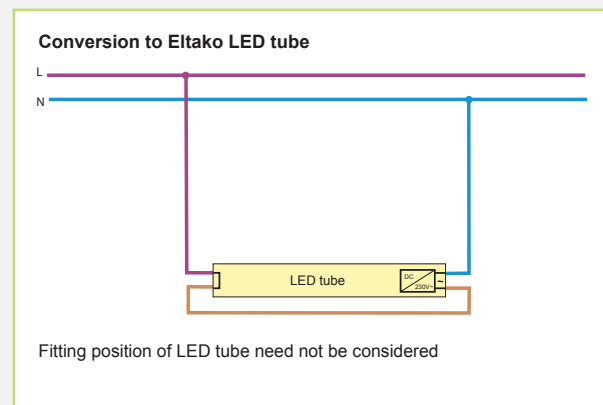 Conversion to Eltako LED tube
L
N
LED tube
DC
230V~
~
Fitting position of LED tube need not be considered